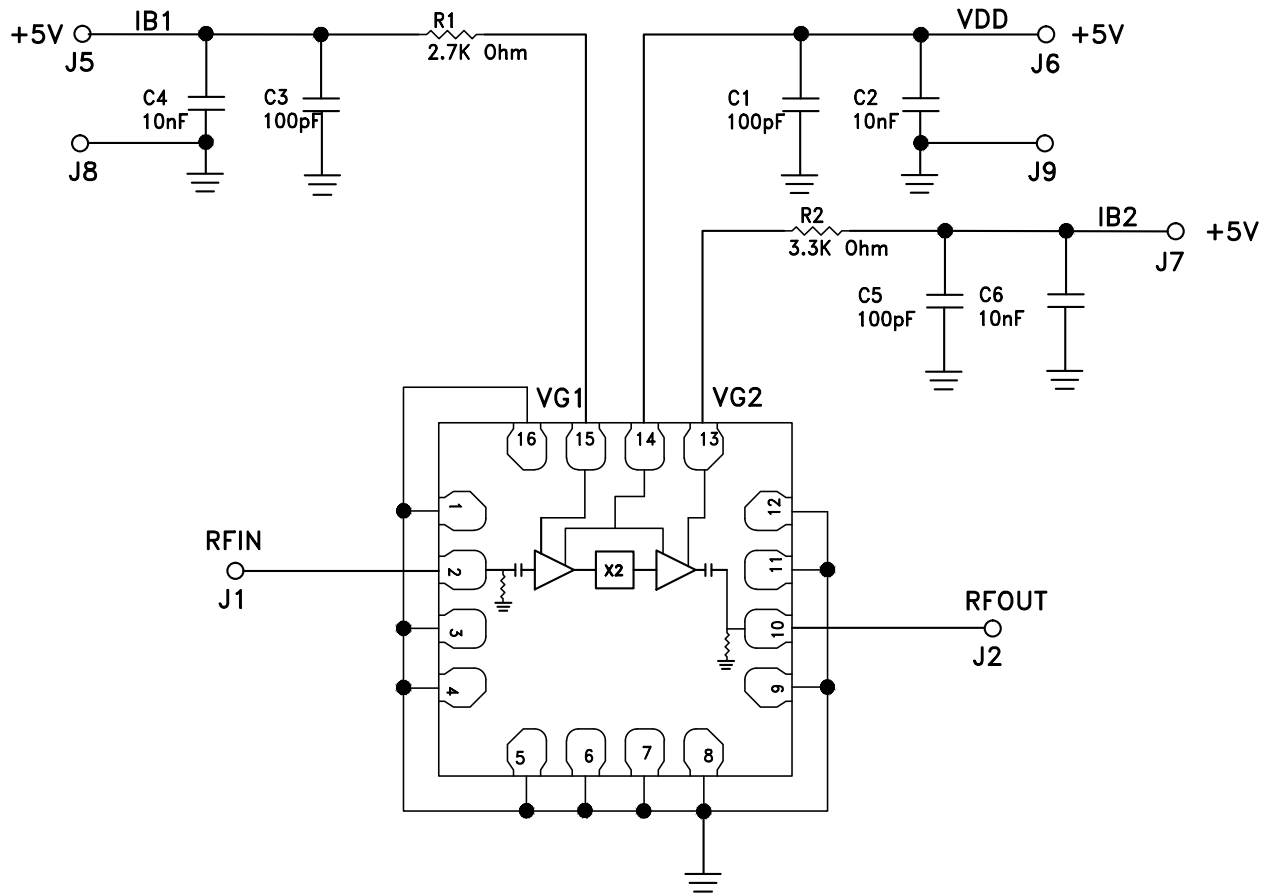 +5V
IB1
J5
R1
2.7K Ohm
C4
10nF
C3
100pF
J8
VDD
+5V
J6
C1
100pF
C2
10nF
J9
R2
3.3K Ohm
IB2
+5V
J7
C5
100pF
C6
10nF
VG1
VG2
16
15
14
13
1
12
RFIN
J1
2
X2
11
3
10
RFOUT
J2
4
9
5
6
7
8